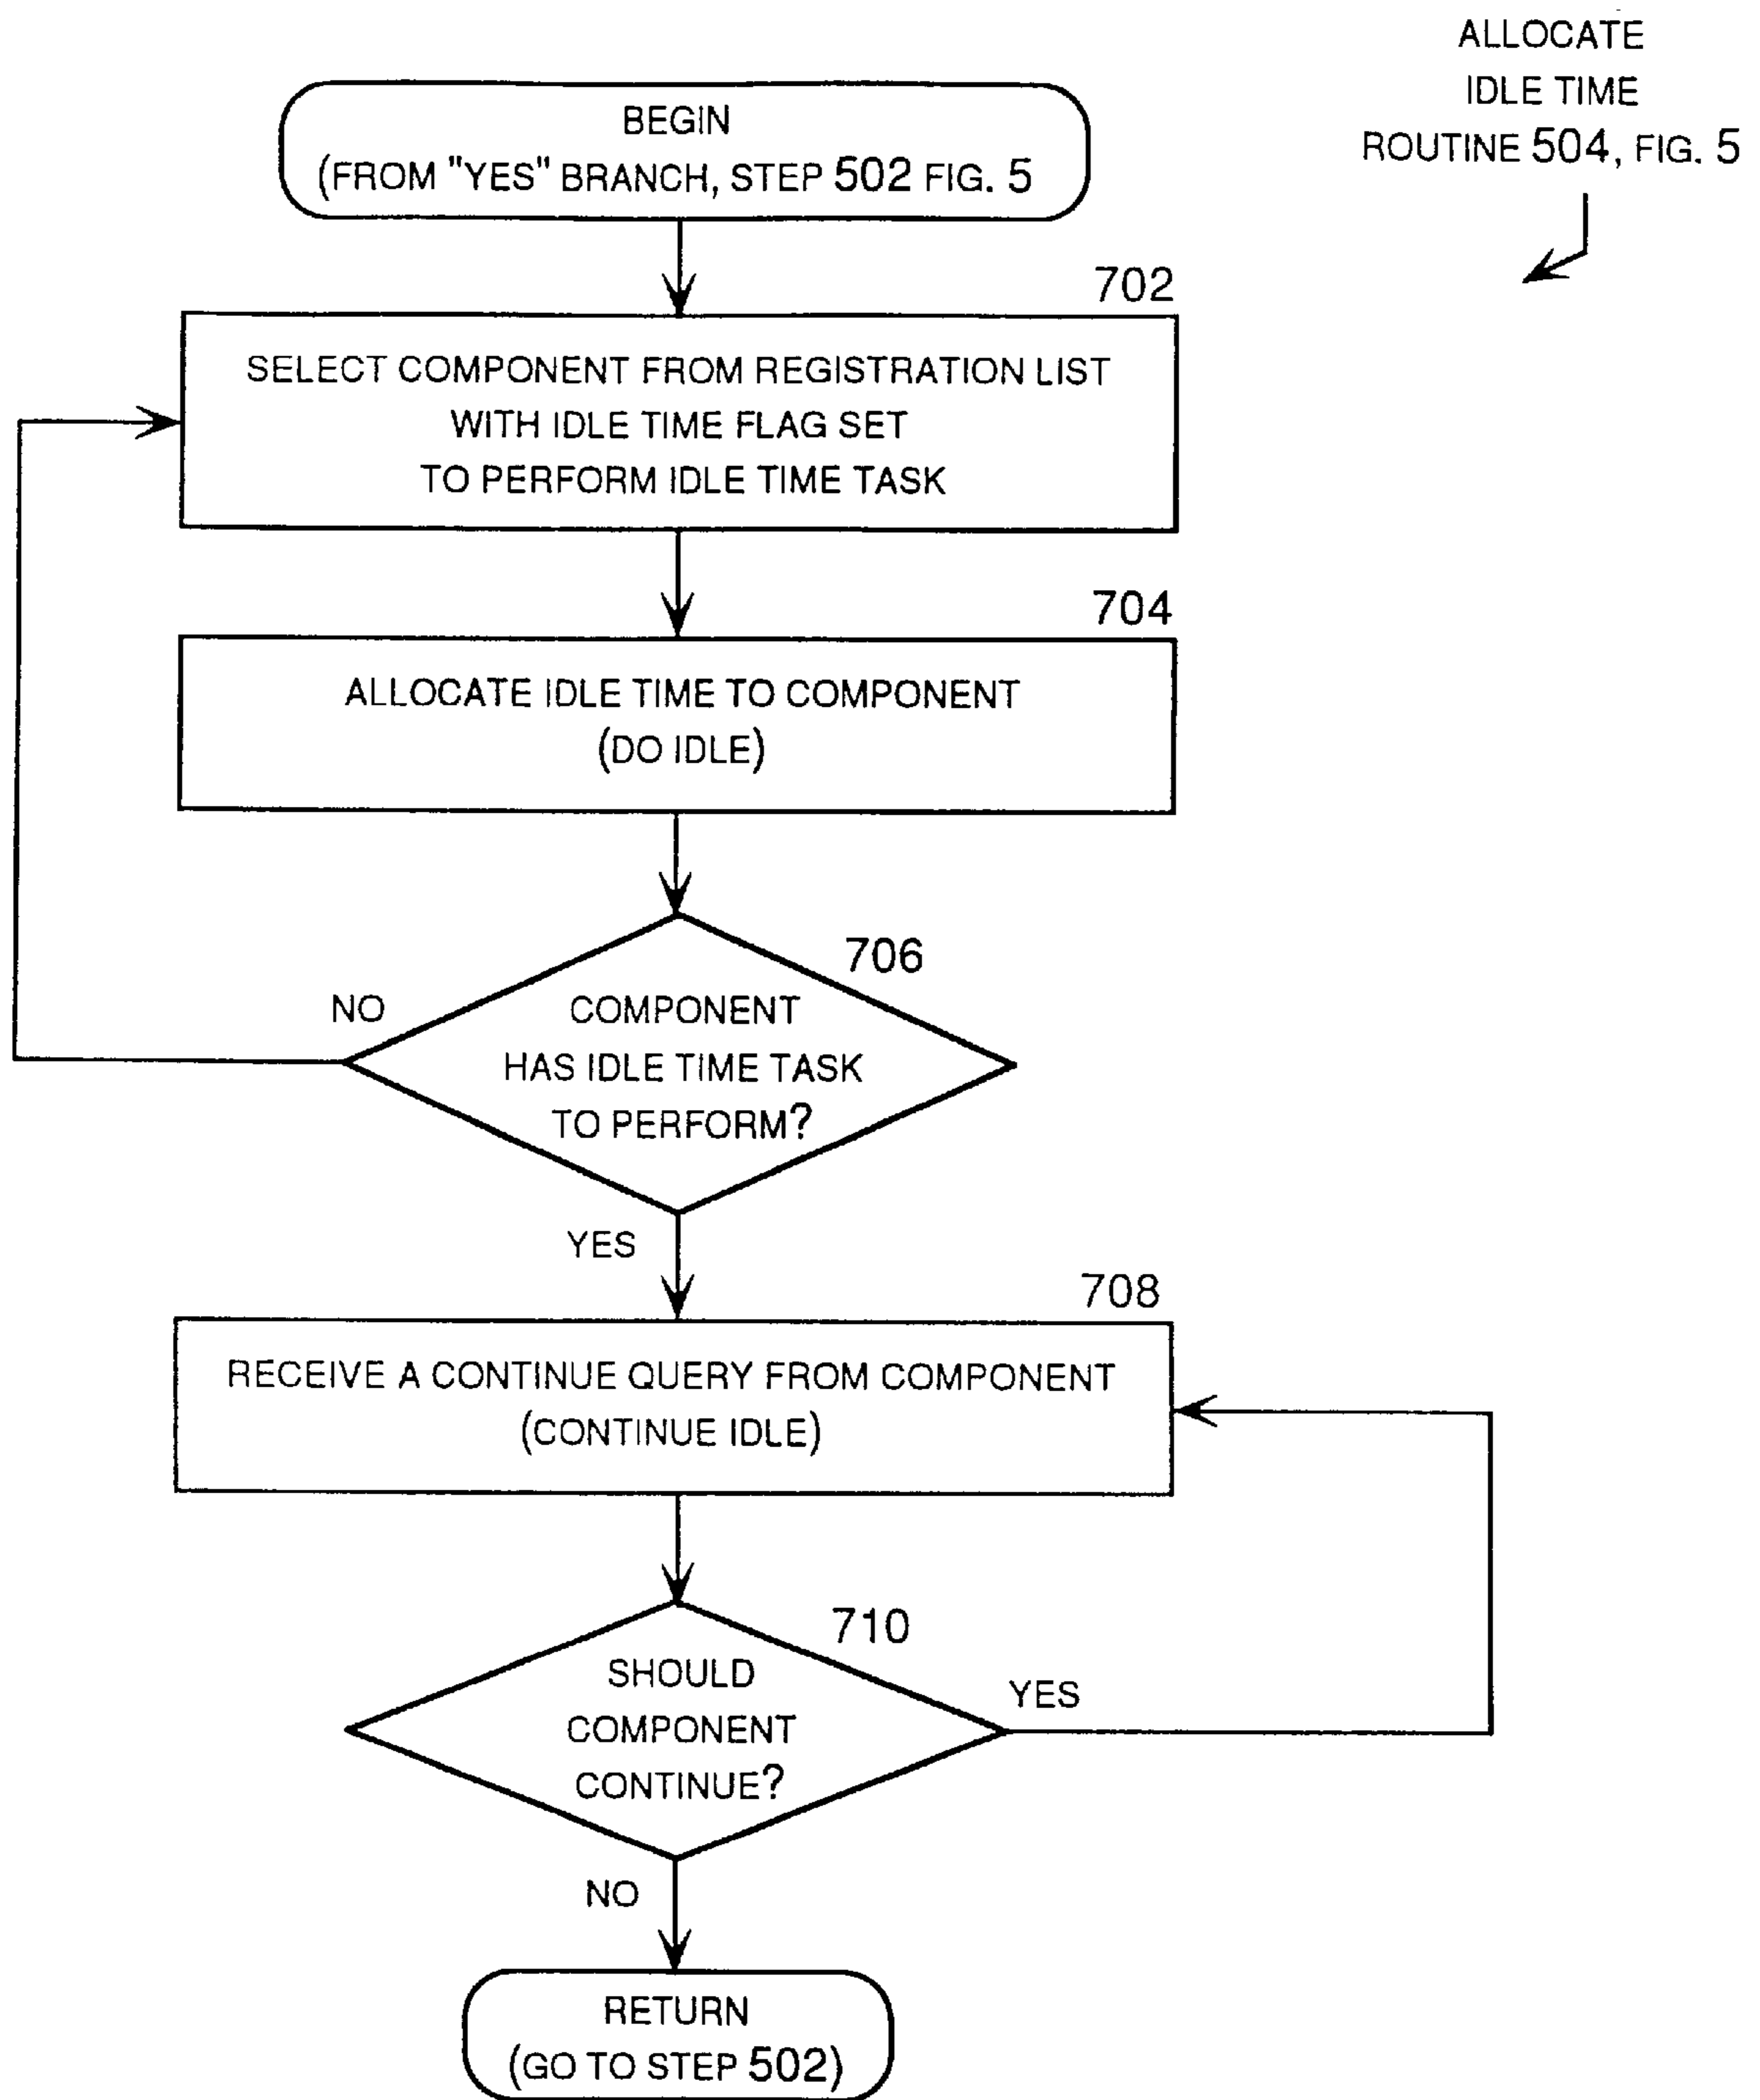 ALLOCATE
IDLE TIME
ROUTINE 504, FIG. 5
BEGIN
(FROM "YES" BRANCH, STEP 502 FIG. 5
702
SELECT COMPONENT FROM REGISTRATION LIST
WITH IDLE TIME FLAG SET
TO PERFORM IDLE TIME TASK
704
ALLOCATE IDLE TIME TO COMPONENT
(DO IDLE)
706
NO
COMPONENT
HAS IDLE TIME TASK
TO PERFORM?
YES
708
RECEIVE A CONTINUE QUERY FROM COMPONENT
(CONTINUE IDLE)
710
SHOULD
COMPONENT
CONTINUE?
YES
NO
RETURN
(GO TO STEP 502)